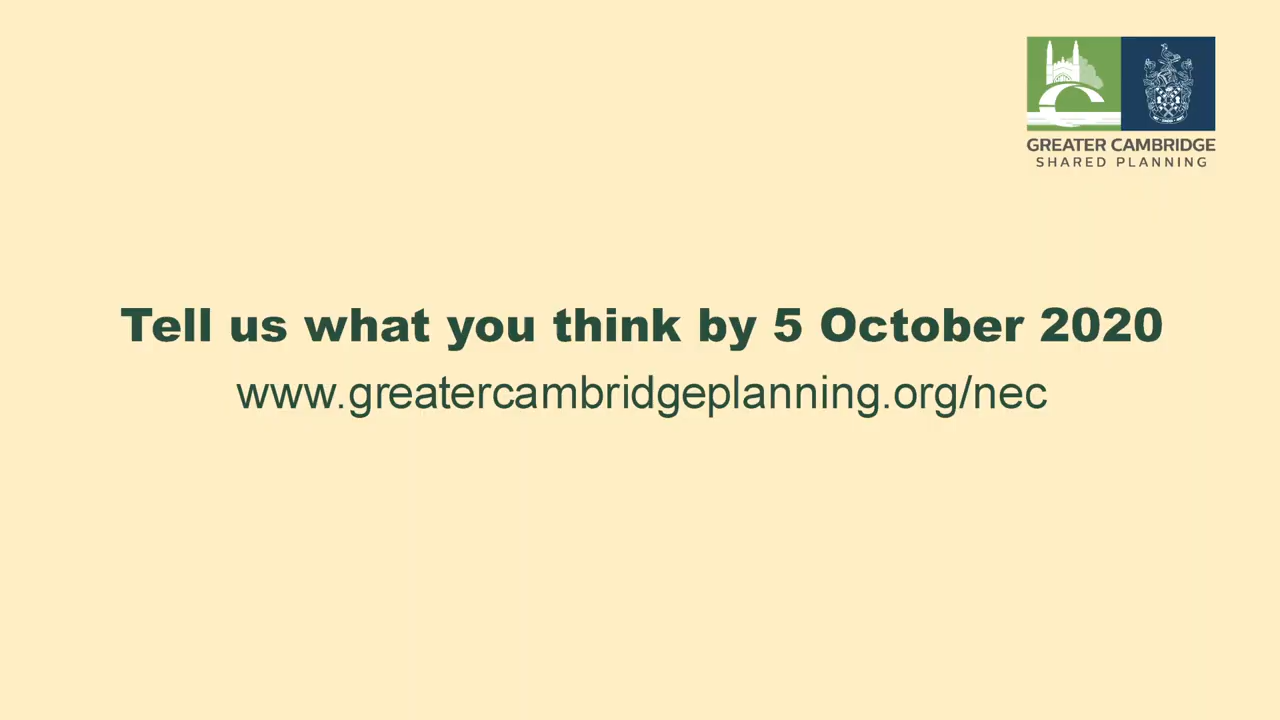 GREATER CAMBRIDGE
SHARED PLANNING
Tell us what you think by 5 October 2020
www.greatercambridgeplanning.org/nec